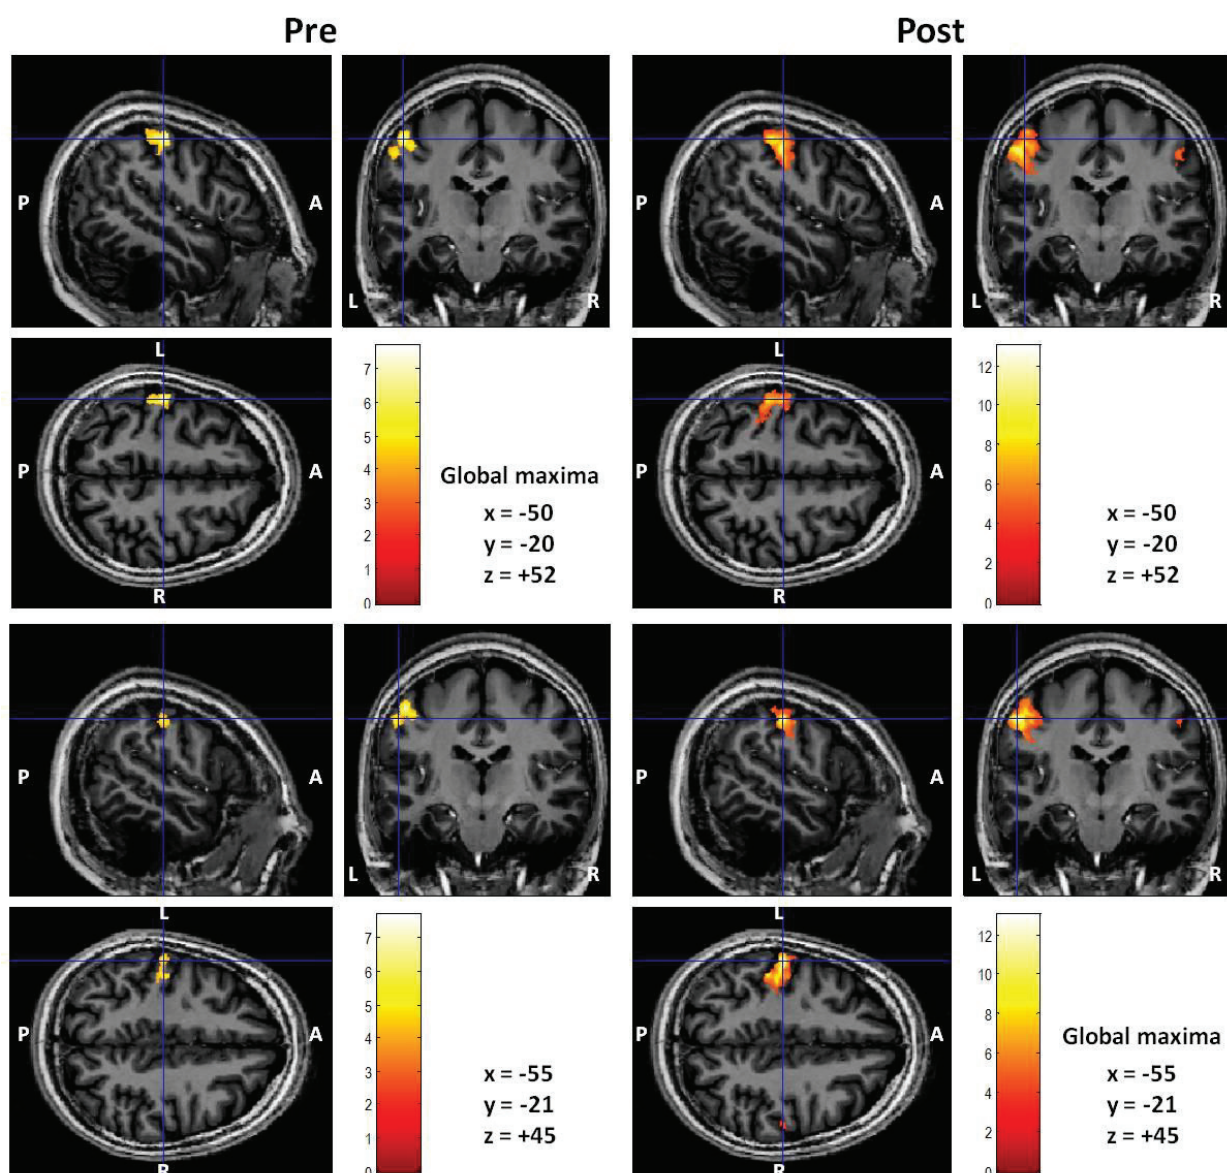 Pre
Post
P A
L R
P A
L R
L
P A
R
7
6
5
4
3
2
1
0
Global maxima
x = -50
y = -20
z = +52
L
P A
R
12
10
8
6
4
2
0
x = -50
y = -20
z = +52
P A
L R
P A
L R
L
P A
R
7
6
5
4
3
2
1
0
x = -55
y = -21
z = +45
L
P A
R
12
10
8
6
4
2
0
Global maxima
x = -55
y = -21
z = +45